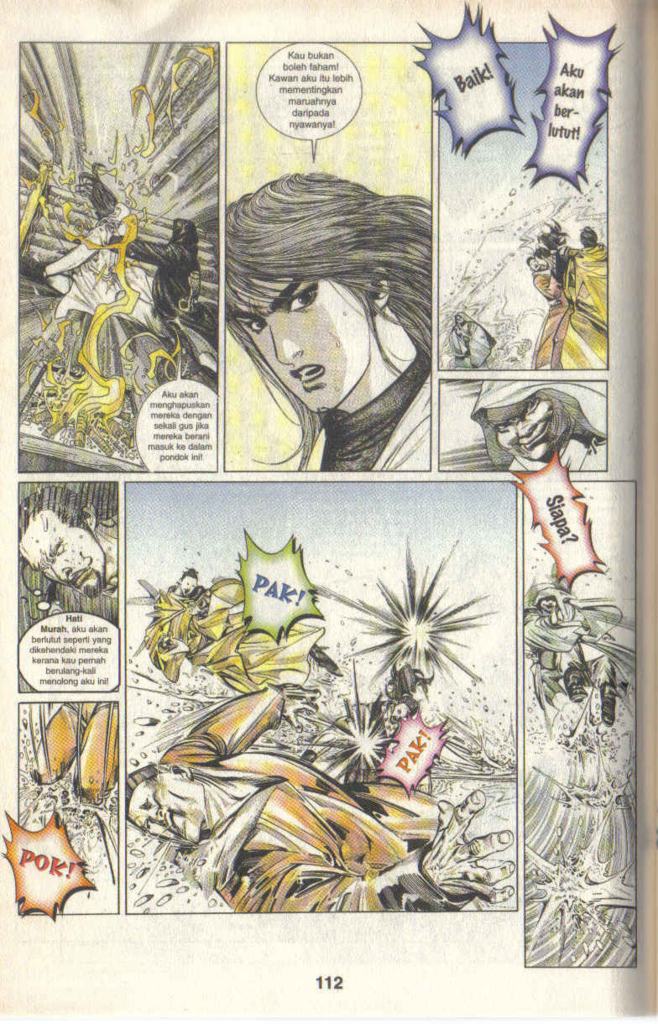 Aku akan
menghapuskan
mereka dengan
sekali gus jika
mereka berani
masuk ke dalam
pondok ini!
Kau bukan
boleh faham!
Kawan aku itu lebih
mementingkan
maruahnya
daripada
nyawanya!
Baik!
Aku
akan
ber-
lutut!
Hati
Murah, aku akan
berlutut seperti yang
dikehendaki mereka
kerana kau pernah
berulang-kali
menolong aku ini!
POK!
PAK!
PAK!
Siapa?
112